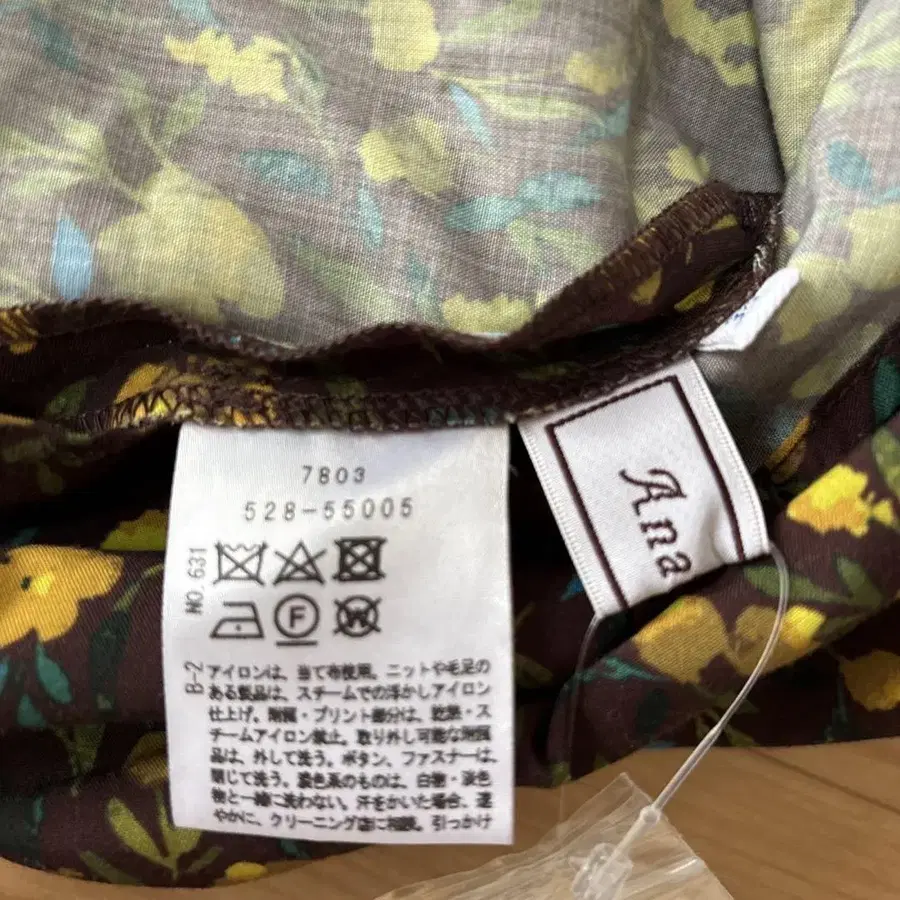 7803
528-55005
NO.631
F
W
B-2
アイロンは、当て布使用。ニットや毛足の
ある製品は、スチームでの浮かしアイロン
仕上げ。附属・プリント部分は、乾熱・ス
チームアイロン禁止。取り外し可能な附属
品は、外して洗う。ボタン、ファスナーは
閉じて洗う。濃色系のものは、白物・淡色
物と一緒に洗わない。汗をかいた場合、速
やかに、クリーニング店に相談。引っかけ
Ana